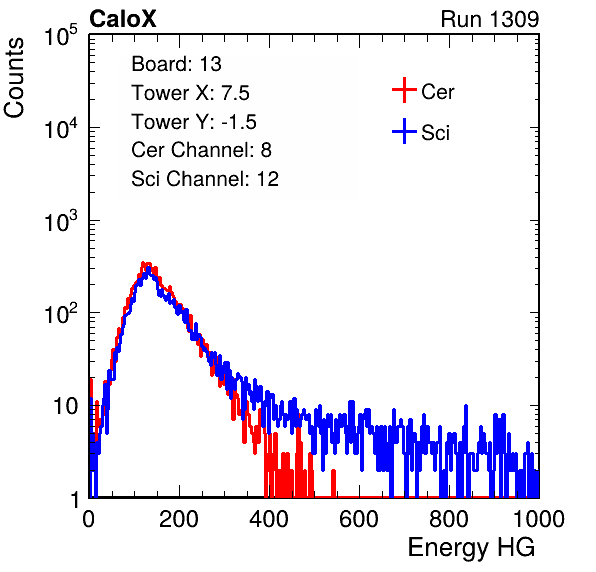 CaloX Run 1309
Counts
10^5
10^4
10^3
10^2
10
1
Board: 13
Tower X: 7.5
Tower Y: -1.5
Cer Channel: 8
Sci Channel: 12
Cer
Sci
0 200 400 600 800 1000
Energy HG